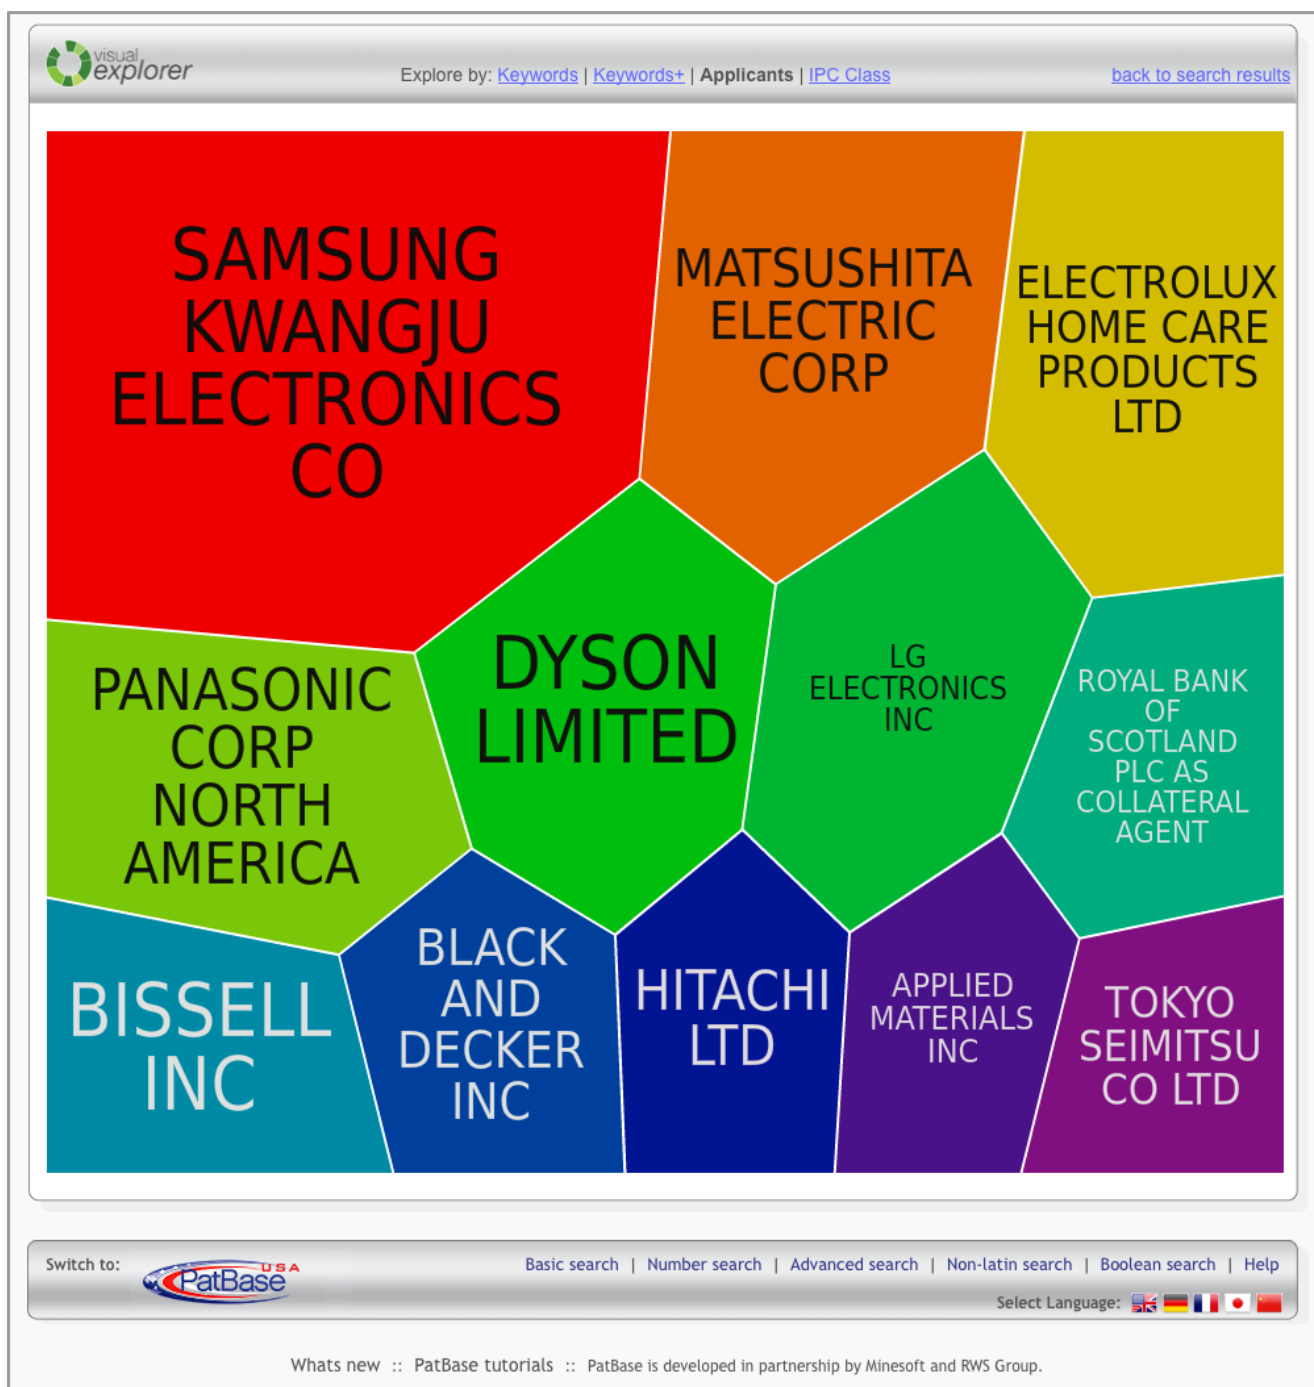 visual
explorer
Explore by: Keywords | Keywords+ | Applicants | IPC Class
back to search results
SAMSUNG
KWANGJU
ELECTRONICS
CO
MATSUSHITA
ELECTRIC
CORP
ELECTROLUX
HOME CARE
PRODUCTS
LTD
PANASONIC
CORP
NORTH
AMERICA
DYSON
LIMITED
LG
ELECTRONICS
INC
ROYAL BANK
OF
SCOTLAND
PLC AS
COLLATERAL
AGENT
BISSELL
INC
BLACK
AND
DECKER
INC
HITACHI
LTD
APPLIED
MATERIALS
INC
TOKYO
SEIMITSU
CO LTD
Switch to:
USA
PatBase
Basic search | Number search | Advanced search | Non-latin search | Boolean search | Help
Select Language:
Whats new :: PatBase tutorials :: PatBase is developed in partnership by Minesoft and RWS Group.